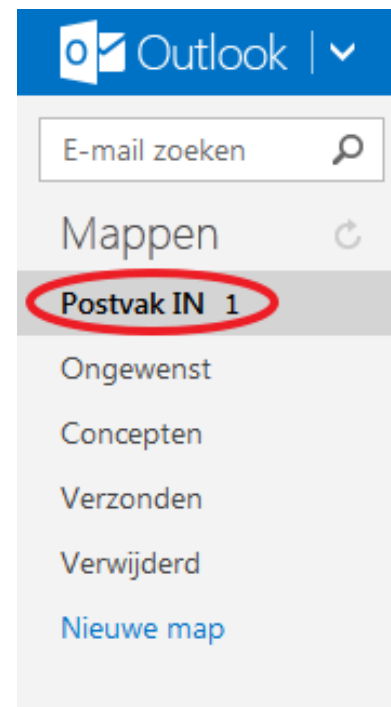 Outlook
E-mail zoeken
Mappen
Postvak IN 1
Ongewenst
Concepten
Verzonden
Verwijderd
Nieuwe map